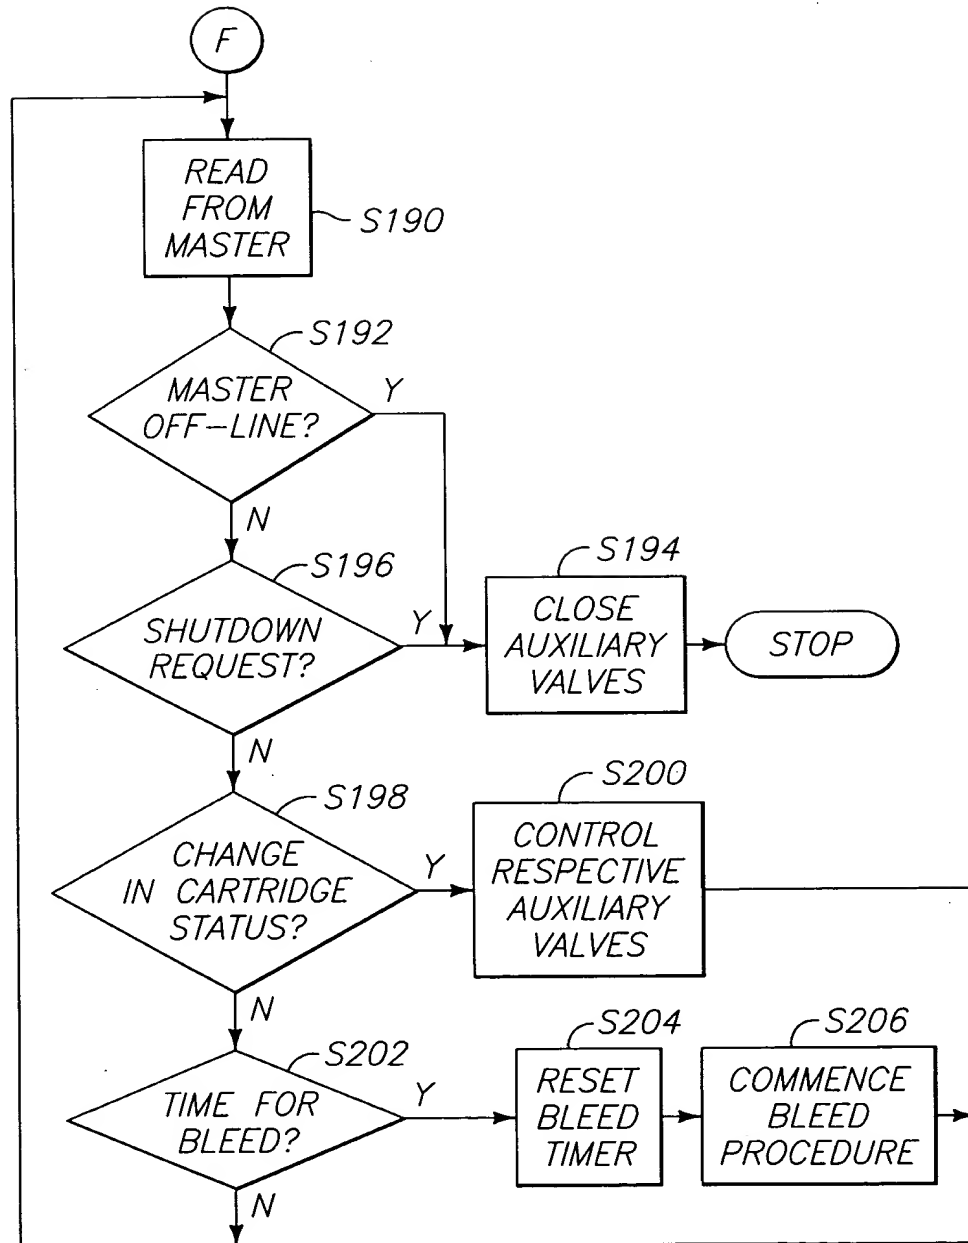 F
READ
FROM
MASTER
S190
S192
MASTER
OFF-LINE?
Y
N
S196
SHUTDOWN
REQUEST?
Y
S194
CLOSE
AUXILIARY
VALVES
STOP
N
S198
CHANGE
IN CARTRIDGE
STATUS?
Y
S200
CONTROL
RESPECTIVE
AUXILIARY
VALVES
N
S202
TIME FOR
BLEED?
Y
S204
RESET
BLEED
TIMER
S206
COMMENCE
BLEED
PROCEDURE
N